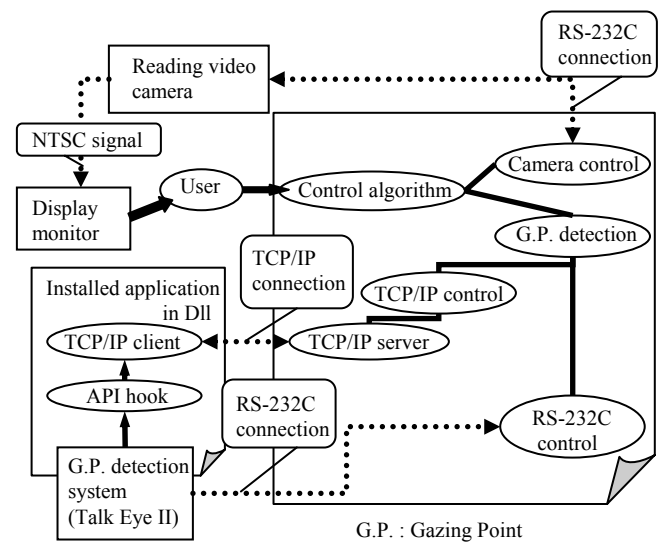 RS-232C
connection
Reading video
camera
NTSC signal
Camera control
User
Control algorithm
Display
monitor
G.P. detection
TCP/IP
connection
Installed application
in Dll
TCP/IP control
TCP/IP client
TCP/IP server
API hook
RS-232C
connection
RS-232C
control
G.P. detection
system
(Talk Eye II)
G.P. : Gazing Point